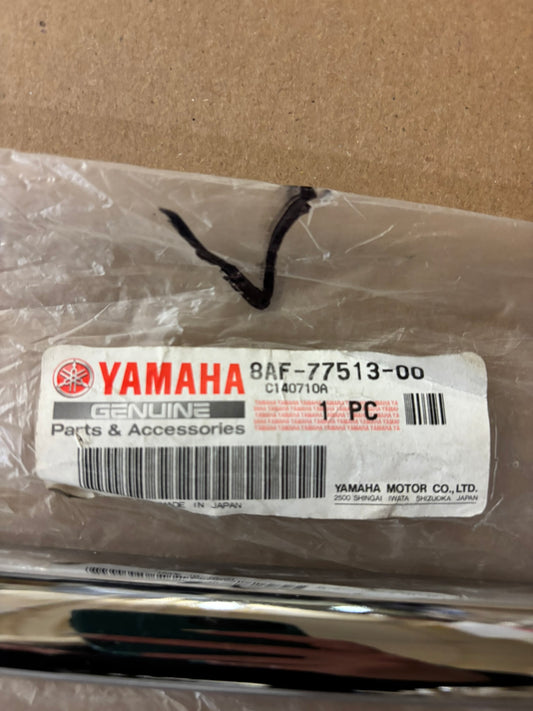 YAMAHA
8AF-77513-00
C140710A
GENUINE
Parts & Accessories
1 PC
MADE IN JAPAN
YAMAHA MOTOR CO.,LTD.
2500 SHINGAI IWATA SHIZUOKA JAPAN